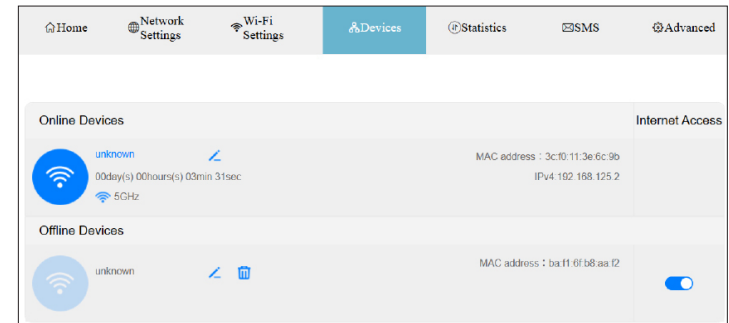 Home
Network Settings
Wi-Fi Settings
Devices
Statistics
SMS
Advanced
Online Devices
Internet Access
unknown
MAC address：3c:f0:11:3e:6c:9b
00day(s) 00hours(s) 03min 31sec
IPv4:192.168.125.2
5GHz
Offline Devices
unknown
MAC address：ba:f1:6f:b8:aa:f2